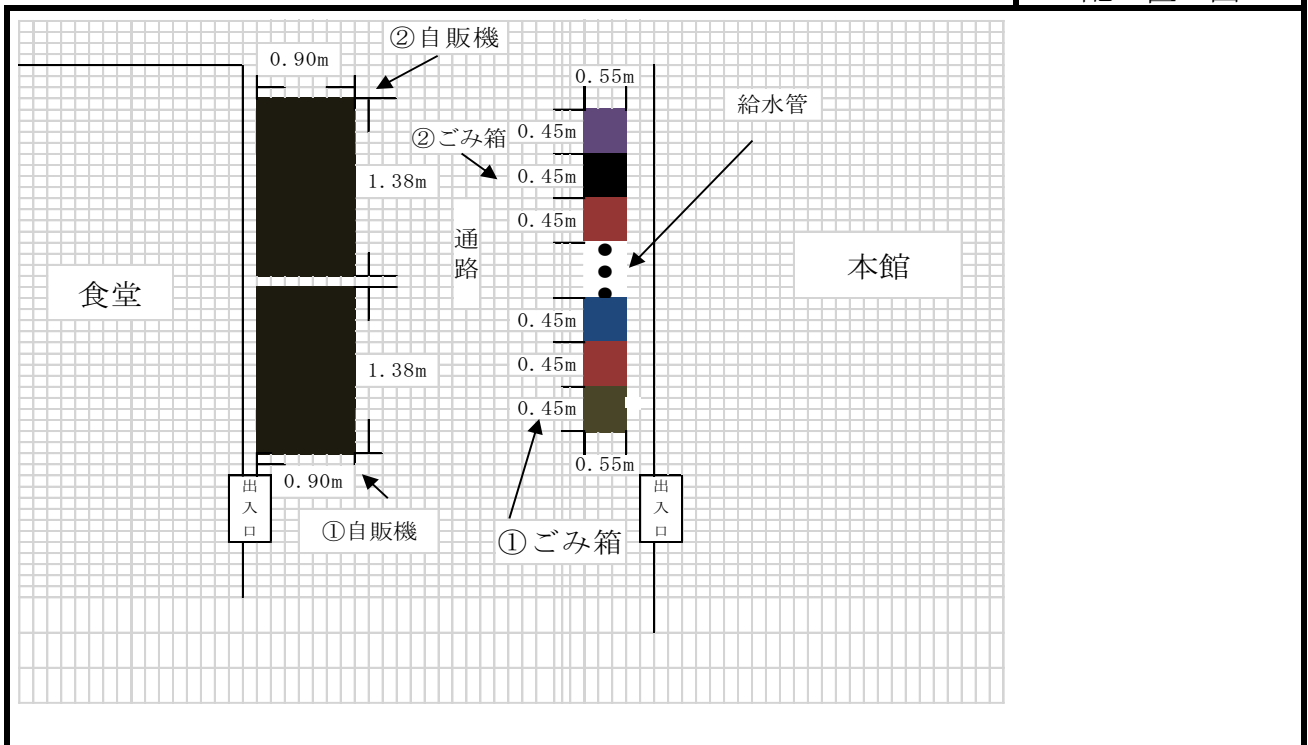 ②自販機
0.90m
0.55m
給水管
②ごみ箱
0.45m
0.45m
1.38m
0.45m
通
路
本館
食堂
0.45m
1.38m
0.45m
0.45m
0.55m
0.90m
出
入
口
出
入
口
①自販機
①ごみ箱